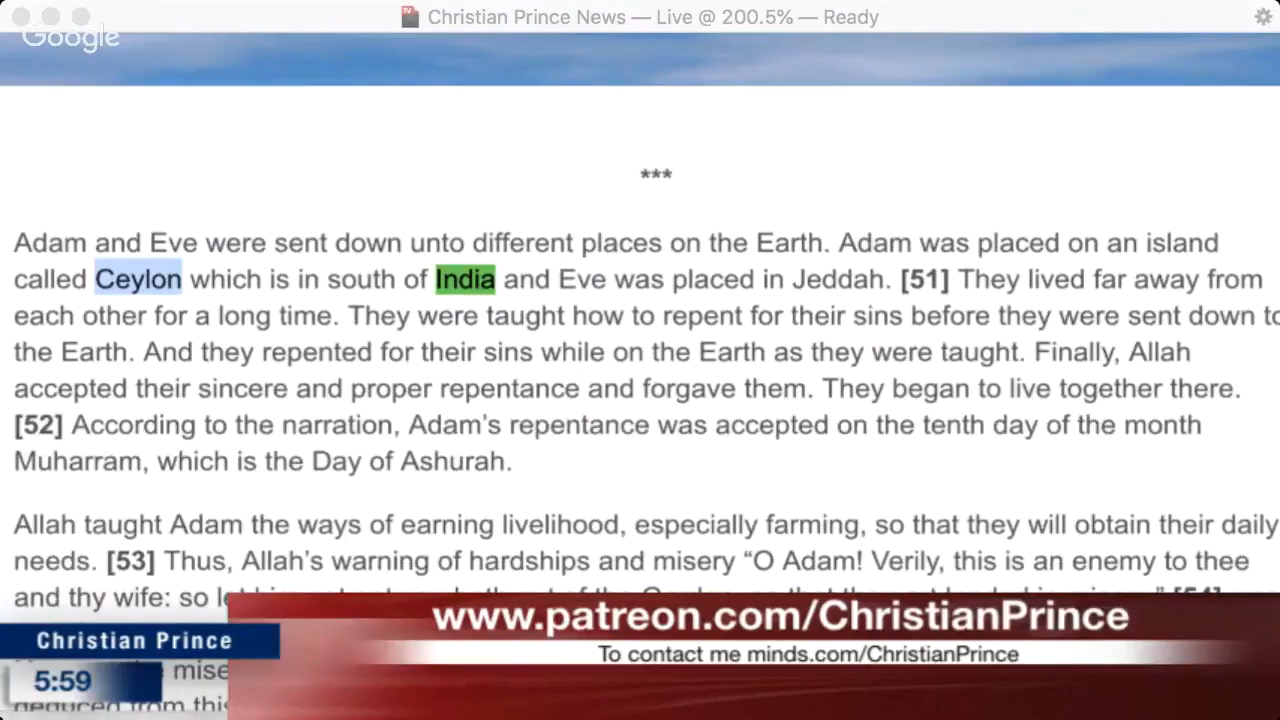 Christian Prince News — Live @ 200.5% — Ready
Google
***
Adam and Eve were sent down unto different places on the Earth. Adam was placed on an island
called Ceylon which is in south of India and Eve was placed in Jeddah. [51] They lived far away from
each other for a long time. They were taught how to repent for their sins before they were sent down to
the Earth. And they repented for their sins while on the Earth as they were taught. Finally, Allah
accepted their sincere and proper repentance and forgave them. They began to live together there.
[52] According to the narration, Adam’s repentance was accepted on the tenth day of the month
Muharram, which is the Day of Ashurah.
Allah taught Adam the ways of earning livelihood, especially farming, so that they will obtain their daily
needs. [53] Thus, Allah’s warning of hardships and misery “O Adam! Verily, this is an enemy to thee
and thy wife: so
www.patreon.com/ChristianPrince
Christian Prince
To contact me minds.com/ChristianPrince
5:59